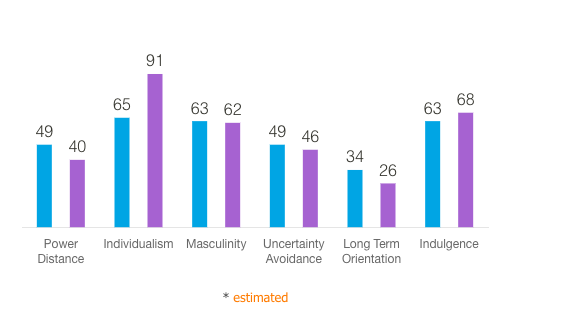 49 40 65 91 63 62 49 46 34 26 63 68
Power Individualism Masculinity Uncertainty Long Term Indulgence
Distance Avoidance Orientation
* estimated